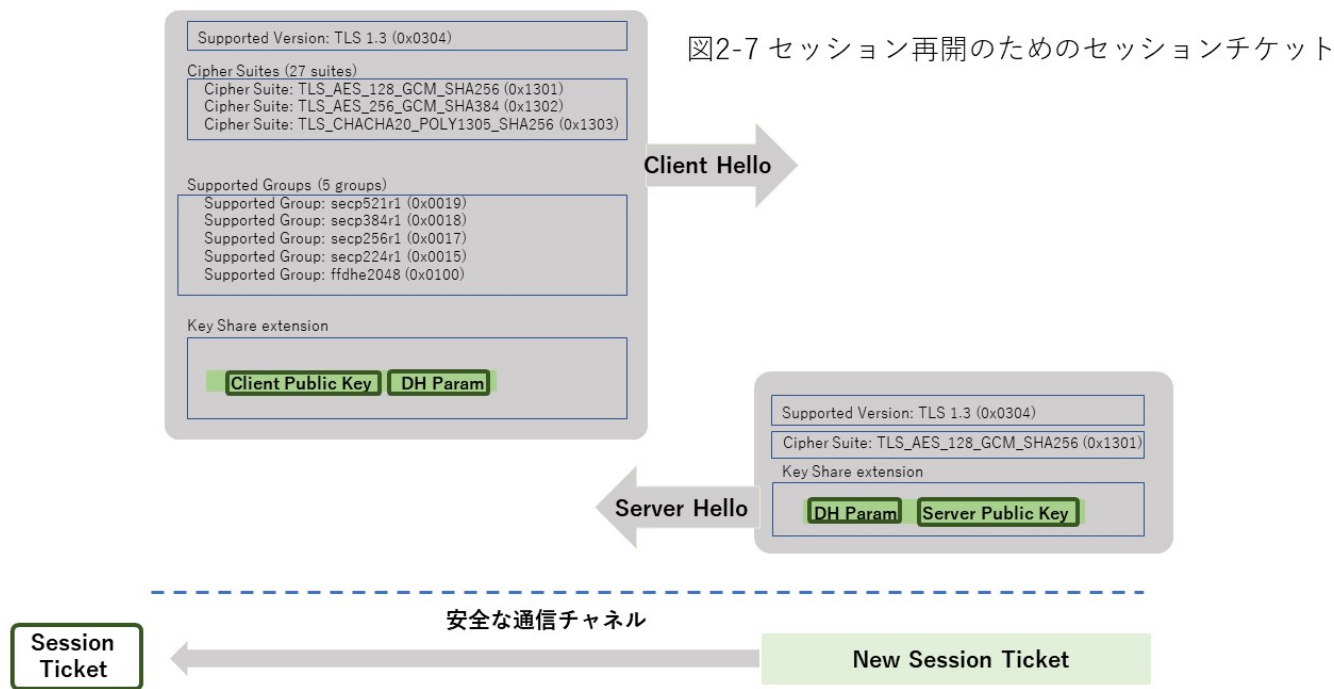 図2-7 セッション再開のためのセッションチケット
Supported Version: TLS 1.3 (0x0304)
Cipher Suites (27 suites)
Cipher Suite: TLS_AES_128_GCM_SHA256 (0x1301)
Cipher Suite: TLS_AES_256_GCM_SHA384 (0x1302)
Cipher Suite: TLS_CHACHA20_POLY1305_SHA256 (0x1303)
Client Hello
Supported Groups (5 groups)
Supported Group: secp521r1 (0x0019)
Supported Group: secp384r1 (0x0018)
Supported Group: secp256r1 (0x0017)
Supported Group: secp224r1 (0x0015)
Supported Group: ffdhe2048 (0x0100)
Key Share extension
Client Public Key DH Param
Supported Version: TLS 1.3 (0x0304)
Cipher Suite: TLS_AES_128_GCM_SHA256 (0x1301)
Key Share extension
DH Param Server Public Key
Server Hello
安全な通信チャネル
Session
Ticket
New Session Ticket